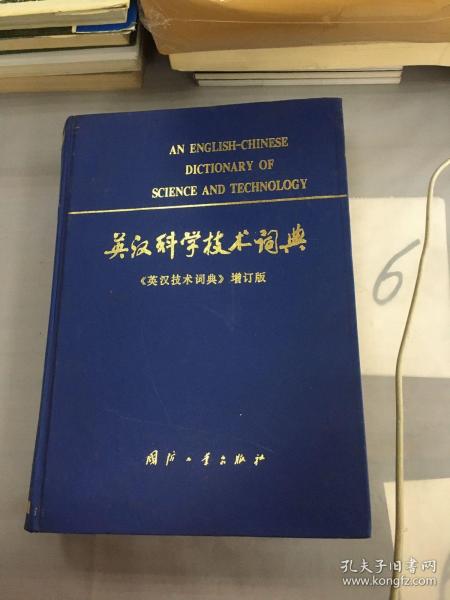 AN ENGLISH-CHINESE
DICTIONARY OF
SCIENCE AND TECHNOLOGY
英汉科学技术词典
《英汉技术词典》增订版
国防工业出版社
6
孔夫子旧书网
www.kongfz.com